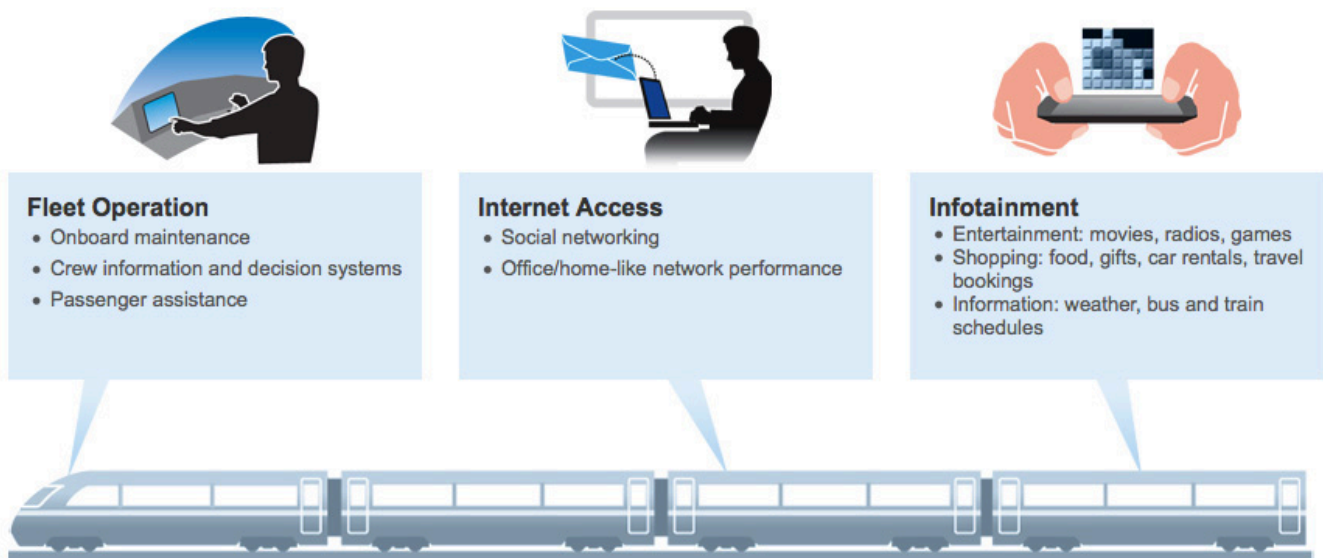 Fleet Operation
• Onboard maintenance
• Crew information and decision systems
• Passenger assistance
Internet Access
• Social networking
• Office/home-like network performance
Infotainment
• Entertainment: movies, radios, games
• Shopping: food, gifts, car rentals, travel
bookings
• Information: weather, bus and train
schedules